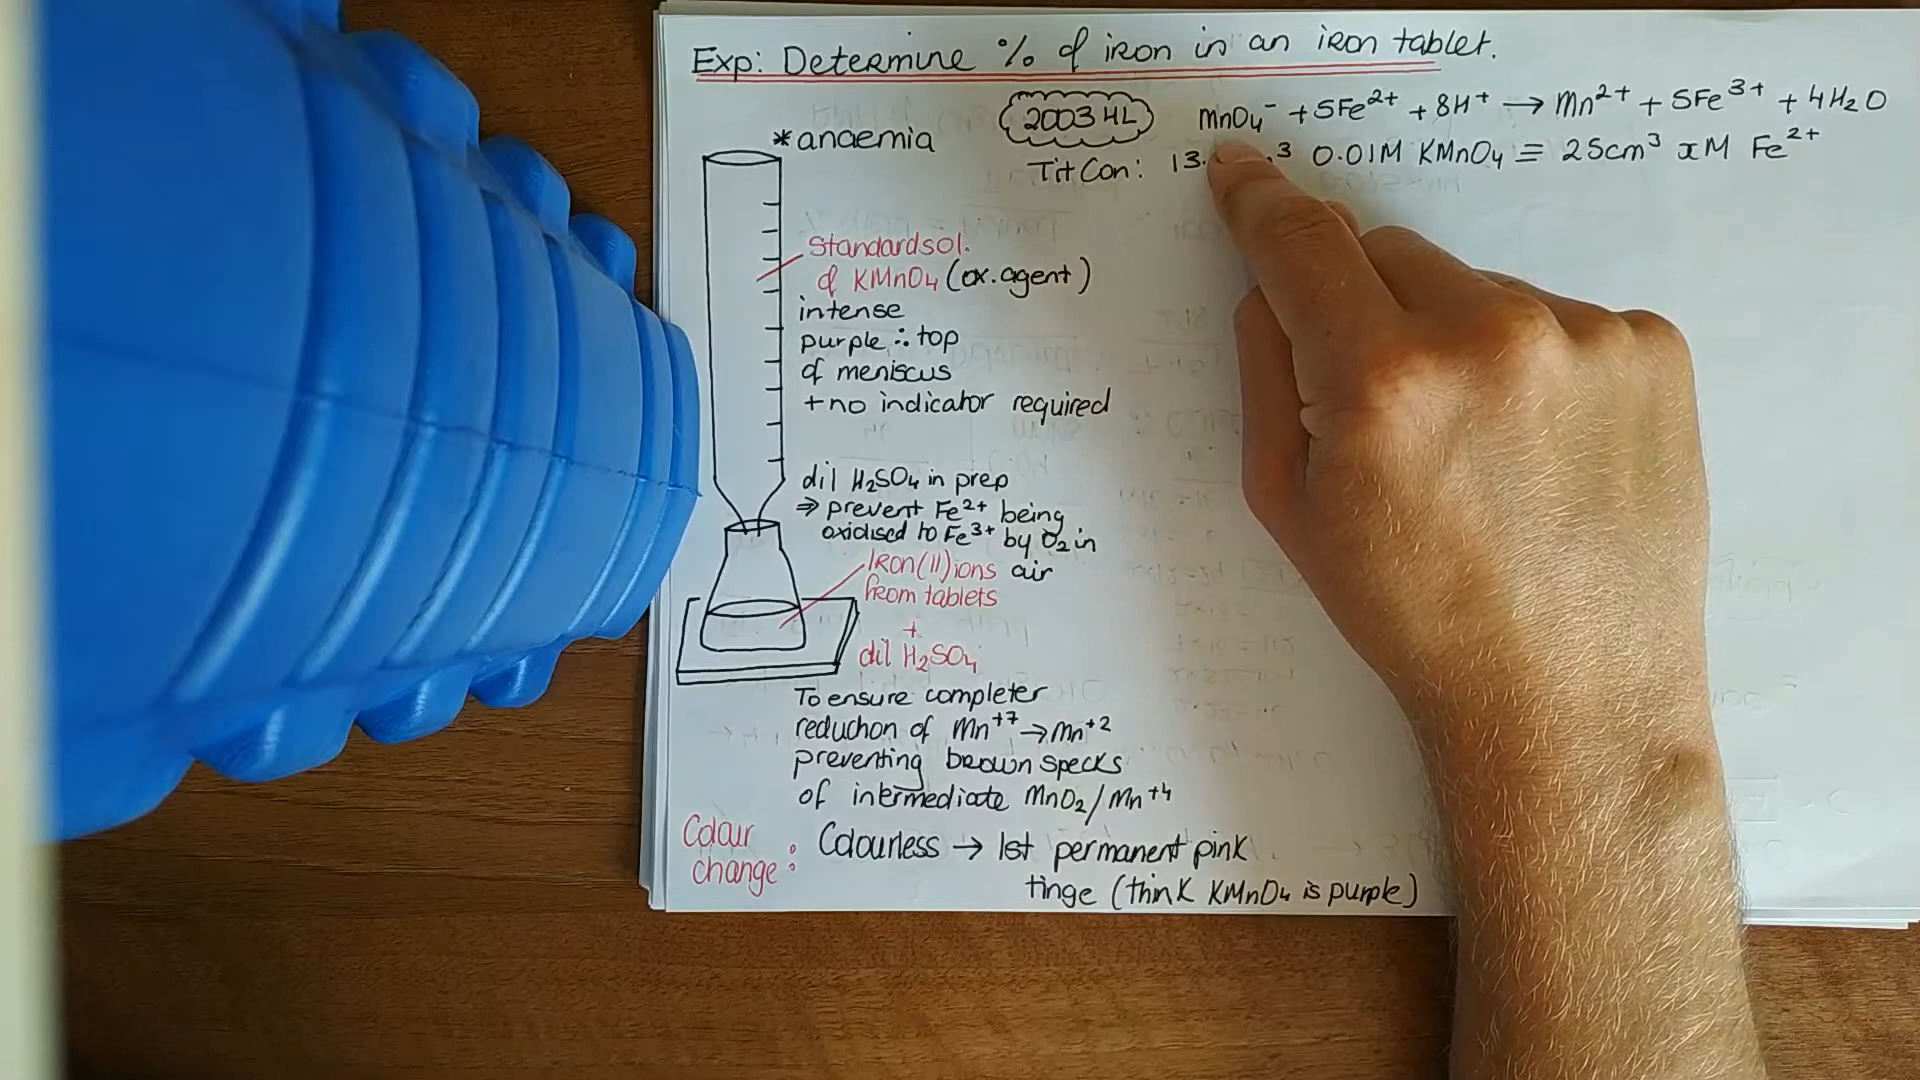 Exp: Determine % of iron in an iron tablet.
2003 HL
MnO4⁻ + 5Fe²⁺ + 8H⁺ → Mn²⁺ + 5Fe³⁺ + 4H2O
*anaemia
Tit Con: 13. ³ 0.01M KMnO4 ≡ 25cm³ xM Fe²⁺
Standard sol.
of KMnO4 (ox. agent)
intense
purple ∴ top
of meniscus
+ no indicator required
dil H2SO4 in prep
⇒ prevent Fe²⁺ being
oxidised to Fe³⁺ by O2 in
air
Iron(II) ions
from tablets
+
dil H2SO4
To ensure completer
reduction of Mn⁺⁷ → Mn⁺²
preventing brown specks
of intermediate MnO2/Mn⁺⁴
Colour
change:
Colourless → 1st permanent pink
tinge (think KMnO4 is purple)